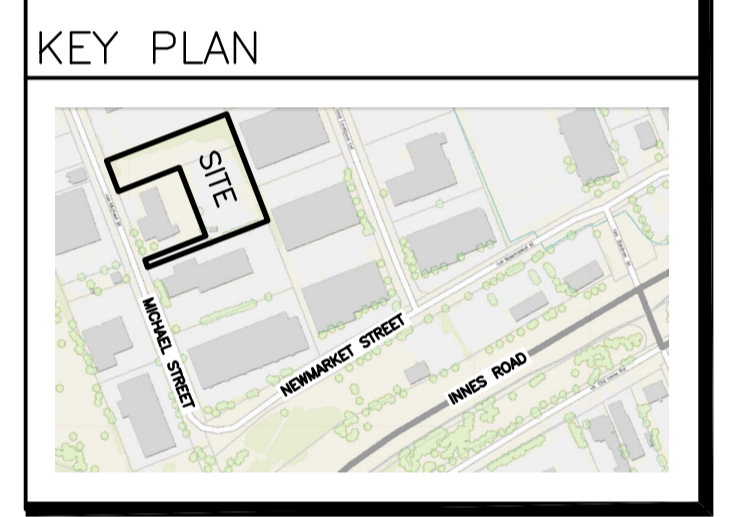 KEY PLAN
SITE
MICHAEL STREET
NEWMARKET STREET
INNES ROAD